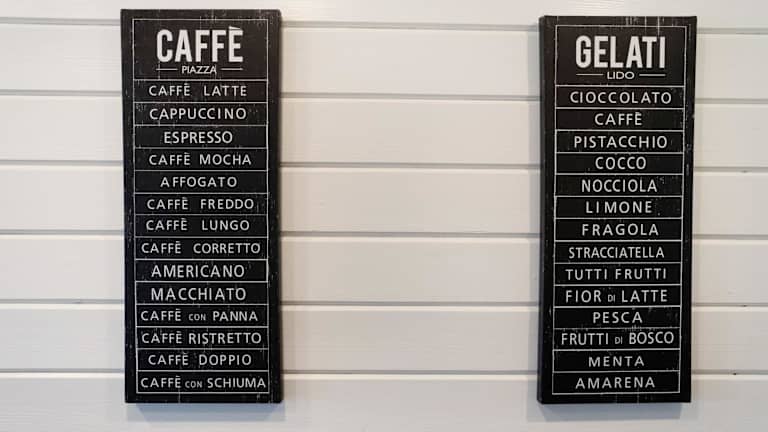 CAFFÈ
PIAZZA
CAFFÈ LATTE
CAPPUCCINO
ESPRESSO
CAFFÈ MOCHA
AFFOGATO
CAFFÈ FREDDO
CAFFÈ LUNGO
CAFFÈ CORRETTO
AMERICANO
MACCHIATO
CAFFÈ CON PANNA
CAFFÈ RISTRETTO
CAFFÈ DOPPIO
CAFFÈ CON SCHIUMA
GELATI
LIDO
CIOCCOLATO
CAFFÈ
PISTACCHIO
COCCO
NOCCIOLA
LIMONE
FRAGOLA
STRACCIATELLA
TUTTI FRUTTI
FIOR DI LATTE
PESCA
FRUTTI DI BOSCO
MENTA
AMARENA